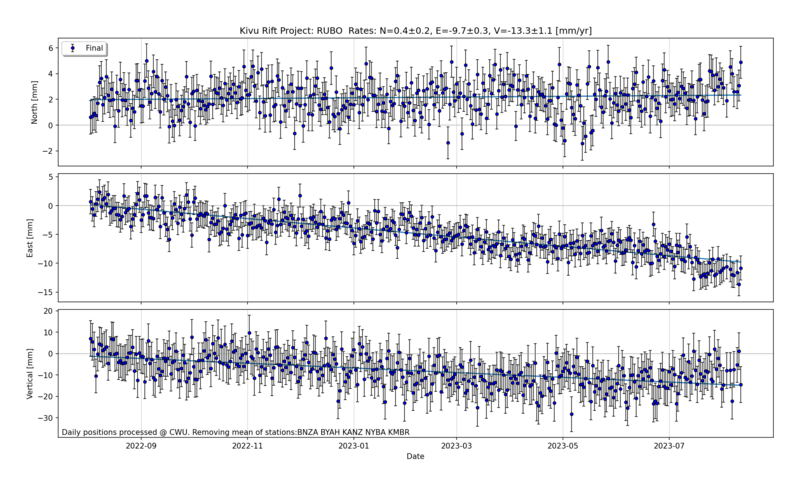 Kivu Rift Project: RUBO  Rates: N=0.4±0.2, E=-9.7±0.3, V=-13.3±1.1 [mm/yr]
Final
6
4
2
0
−2
North [mm]
5
0
−5
−10
−15
East [mm]
20
10
0
−10
−20
−30
Vertical [mm]
Daily positions processed @ CWU. Removing mean of stations:BNZA BYAH KANZ NYBA KMBR
2022-09 2022-11 2023-01 2023-03 2023-05 2023-07
Date